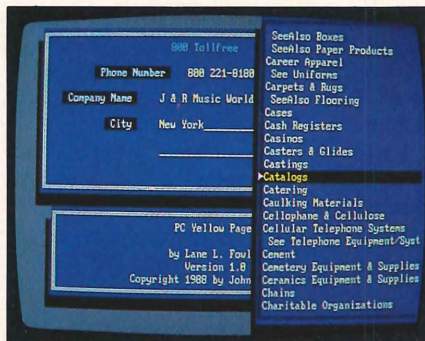 800 Tollfree
Phone Number 800 221-8180
Company Name J & R Music World
City New York
PC Yellow Page
by Lane L. Fowl
Version 1.0
Copyright 1988 by John
SeeAlso Boxes
SeeAlso Paper Products
Career Apparel
See Uniforms
Carpets & Rugs
SeeAlso Flooring
Cases
Cash Registers
Casinos
Casters & Glides
Castings
Catalogs
Catering
Caulking Materials
Cellophane & Cellulose
Cellular Telephone Systems
See Telephone Equipment/Syst
Cement
Cemetery Equipment & Supplies
Ceramics Equipment & Supplies
Chains
Charitable Organizations